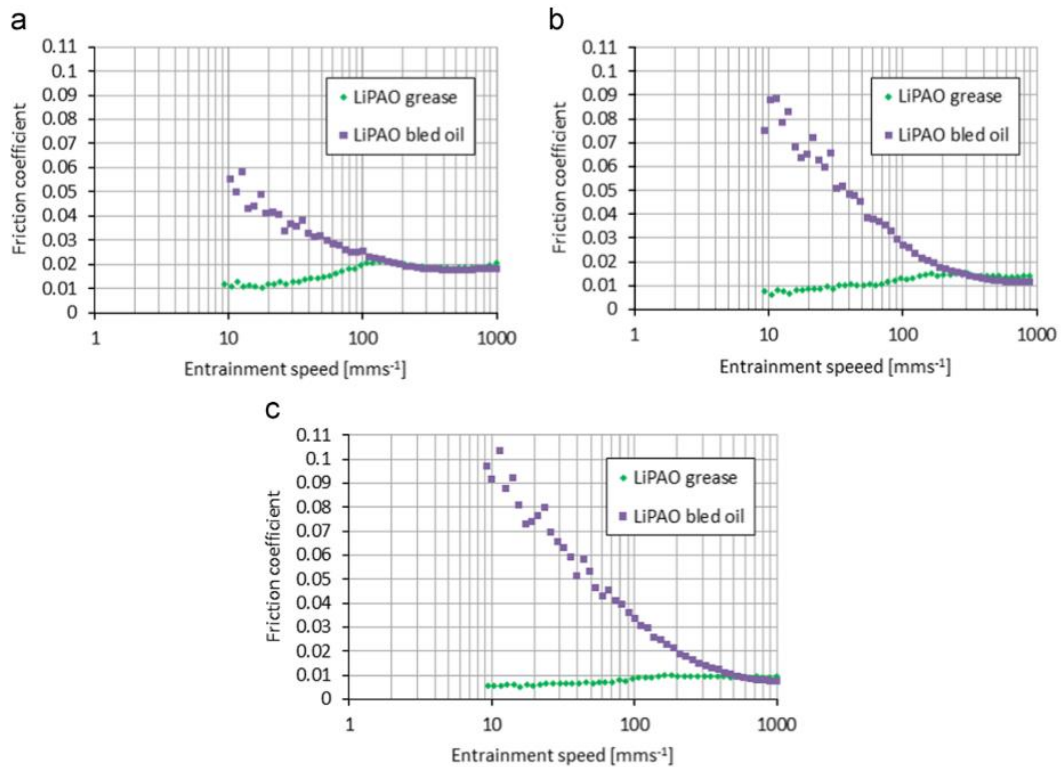 a
0.11
0.1
0.09
0.08
0.07
0.06
0.05
0.04
0.03
0.02
0.01
0
Friction coefficient
LiPAO grease
LiPAO bled oil
1 10 100 1000
Entrainment speed [mms⁻¹]
b
0.11
0.1
0.09
0.08
0.07
0.06
0.05
0.04
0.03
0.02
0.01
0
Friction coefficient
LiPAO grease
LiPAO bled oil
1 10 100 1000
Entrainment speeed [mms⁻¹]
c
0.11
0.1
0.09
0.08
0.07
0.06
0.05
0.04
0.03
0.02
0.01
0
Friction coefficient
LiPAO grease
LiPAO bled oil
1 10 100 1000
Entrainment speed [mms⁻¹]